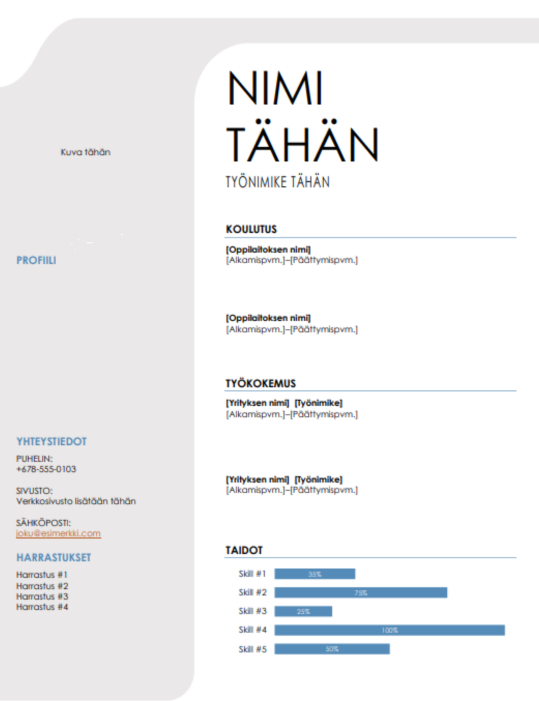 Kuva tähän
PROFIILI
YHTEYSTIEDOT
PUHELIN:
+678-555-0103
SIVUSTO:
Verkkosivusto lisätään tähän
SÄHKÖPOSTI:
joku@esimerkki.com
HARRASTUKSET
Harrastus #1
Harrastus #2
Harrastus #3
Harrastus #4
NIMI
TÄHÄN
TYÖNIMIKE TÄHÄN
KOULUTUS
[Oppilaitoksen nimi]
[Alkamispvm.]–[Päättymispvm.]
[Oppilaitoksen nimi]
[Alkamispvm.]–[Päättymispvm.]
TYÖKOKEMUS
[Yrityksen nimi] [Työnimike]
[Alkamispvm.]–[Päättymispvm.]
[Yrityksen nimi] [Työnimike]
[Alkamispvm.]–[Päättymispvm.]
TAIDOT
Skill #1 35%
Skill #2 75%
Skill #3 25%
Skill #4 100%
Skill #5 50%